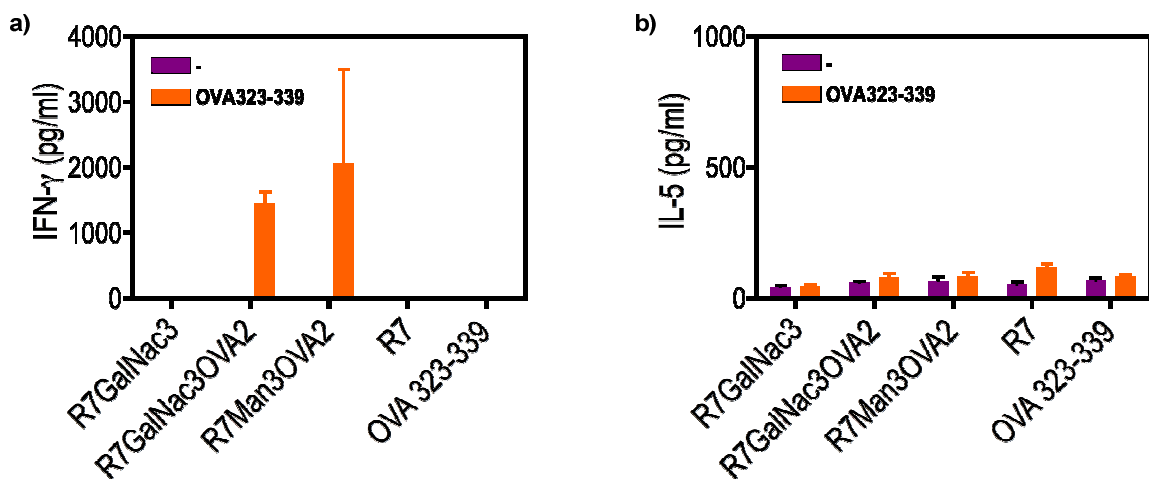 a)
IFN-γ (pg/ml)
4000
3000
2000
1000
0
-
OVA323-339
R7GalNac3
R7GalNac3OVA2
R7Man3OVA2
R7
OVA 323-339
b)
IL-5 (pg/ml)
1000
500
0
-
OVA323-339
R7GalNac3
R7GalNac3OVA2
R7Man3OVA2
R7
OVA 323-339